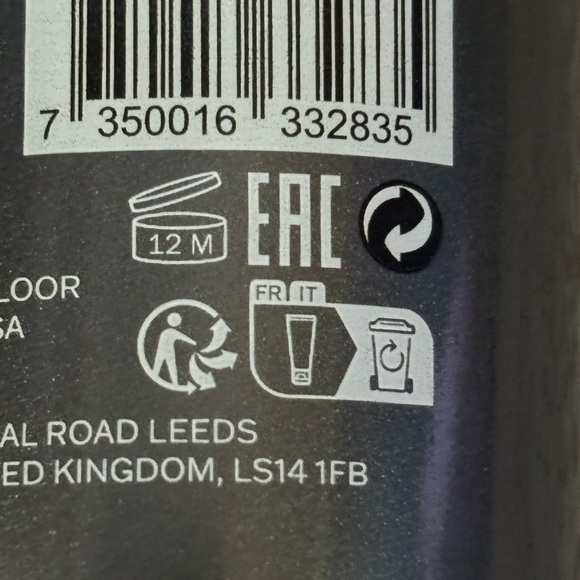 7 350016 332835
12 M
EAC
LOOR
SA
FR IT
AL ROAD LEEDS
ED KINGDOM, LS14 1FB